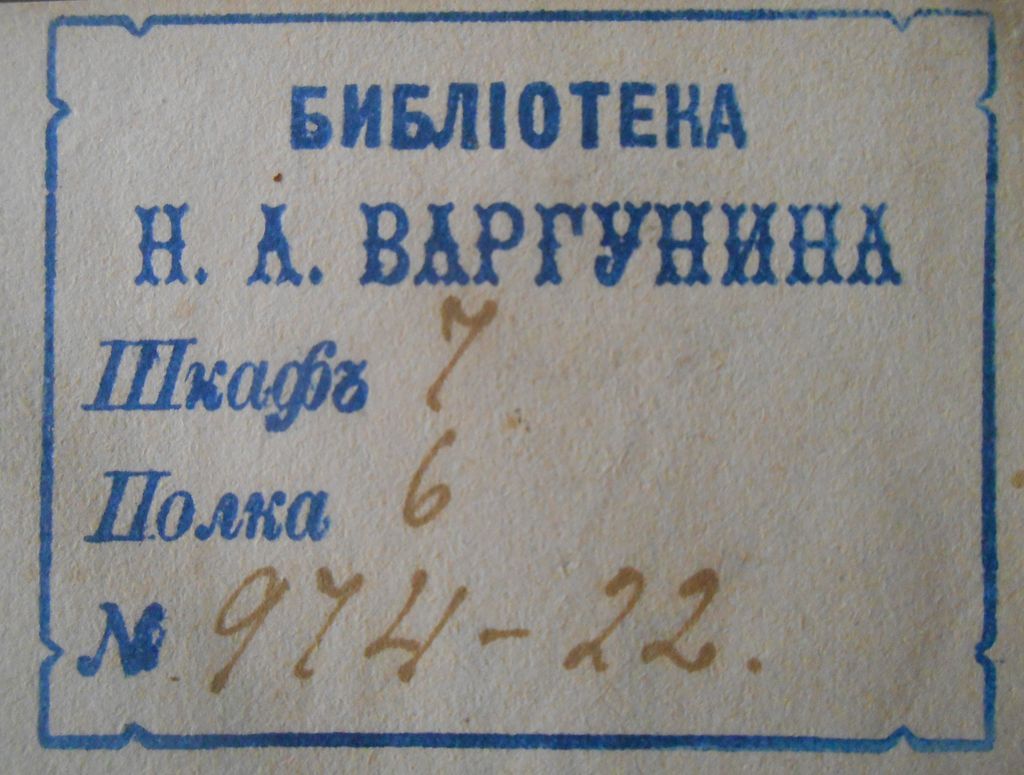 БИБЛІОТЕКА
Н. А. ВАРГУНИНА
Шкафъ 7
Полка 6
№ 974-22.